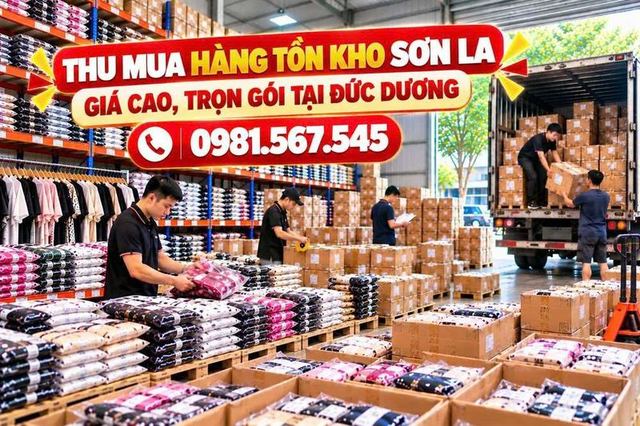 THU MUA HÀNG TỒN KHO SƠN LA
GIÁ CAO, TRỌN GÓI TẠI ĐỨC DƯƠNG
0981.567.545